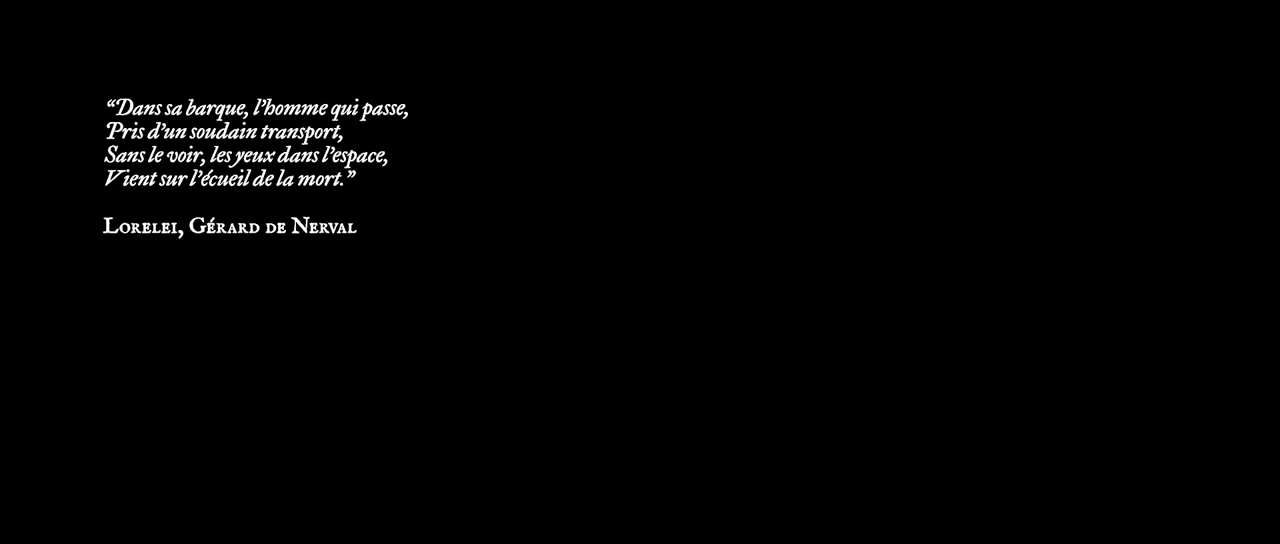 “Dans sa barque, l’homme qui passe,
Pris d’un soudain transport,
Sans le voir, les yeux dans l’espace,
Vient sur l’écueil de la mort.”
Lorelei, Gérard de Nerval